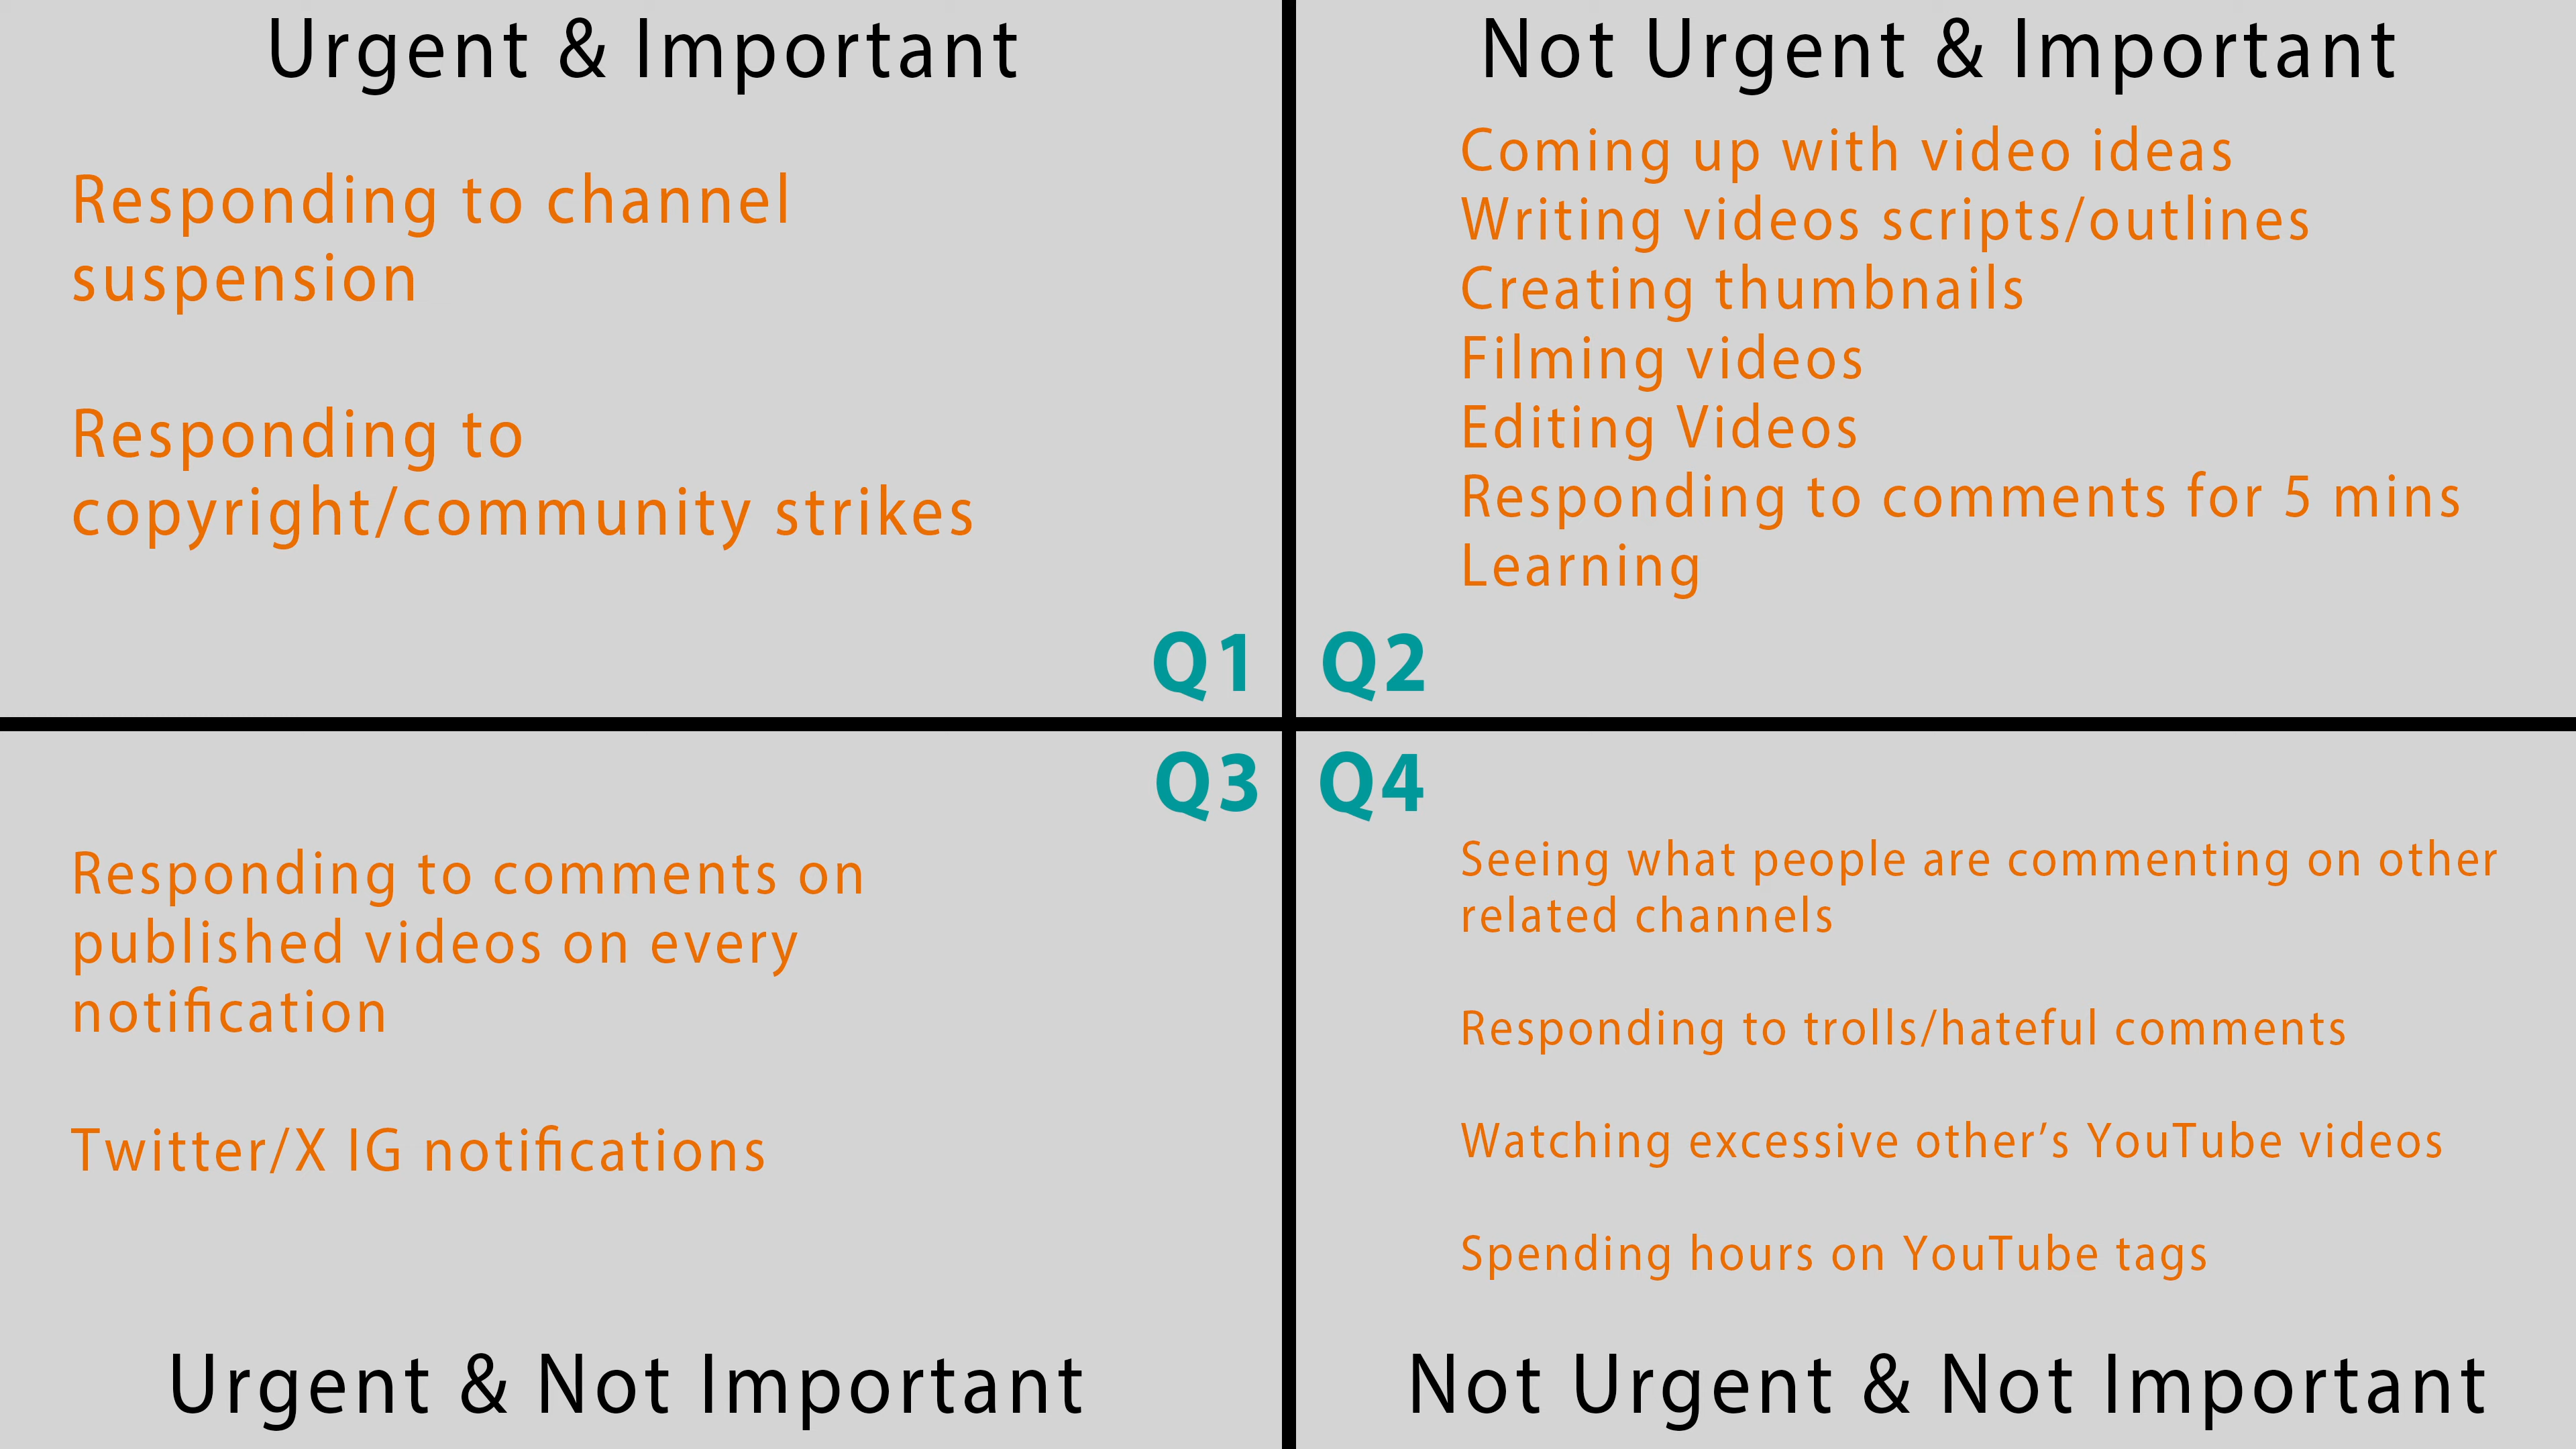 Urgent & Important
Responding to channel
suspension
Responding to
copyright/community strikes
Q1
Not Urgent & Important
Coming up with video ideas
Writing videos scripts/outlines
Creating thumbnails
Filming videos
Editing Videos
Responding to comments for 5 mins
Learning
Q2
Q3
Responding to comments on
published videos on every
notification
Twitter/X IG notifications
Urgent & Not Important
Q4
Seeing what people are commenting on other
related channels
Responding to trolls/hateful comments
Watching excessive other’s YouTube videos
Spending hours on YouTube tags
Not Urgent & Not Important